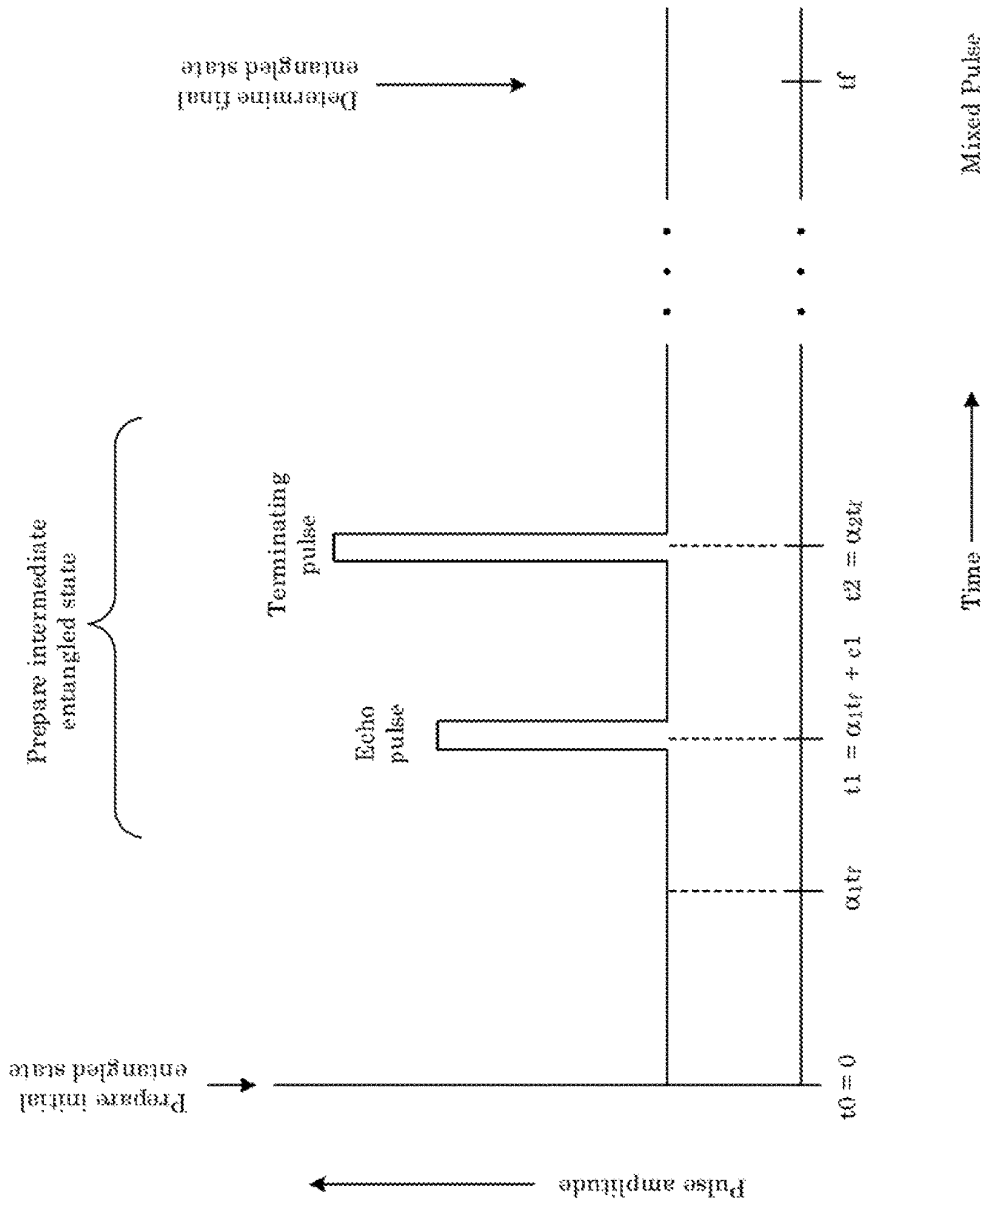 Prepare initial
entangled state
Prepare intermediate
entangled state
Determine final
entangled state
Echo
pulse
Terminating
pulse
Pulse amplitude
t0 = 0
α₁tf
t1 = α₁tf + c1
t2 = α₂tf
tf
Time
Mixed Pulse